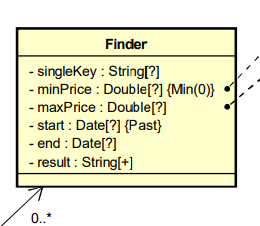 Finder
- singleKey : String[?]
- minPrice : Double[?] {Min(0)}
- maxPrice : Double[?]
- start : Date[?] {Past}
- end : Date[?]
- result : String[+]
0..*